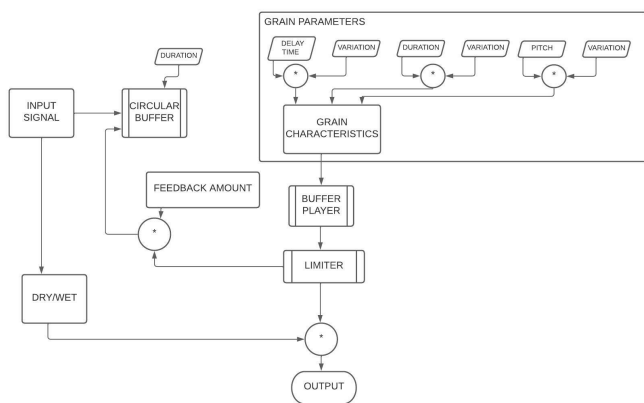 GRAIN PARAMETERS
DELAY
TIME
VARIATION
DURATION
VARIATION
PITCH
VARIATION
*
*
*
DURATION
INPUT
SIGNAL
CIRCULAR
BUFFER
GRAIN
CHARACTERISTICS
FEEDBACK AMOUNT
BUFFER
PLAYER
*
LIMITER
DRY/WET
*
OUTPUT